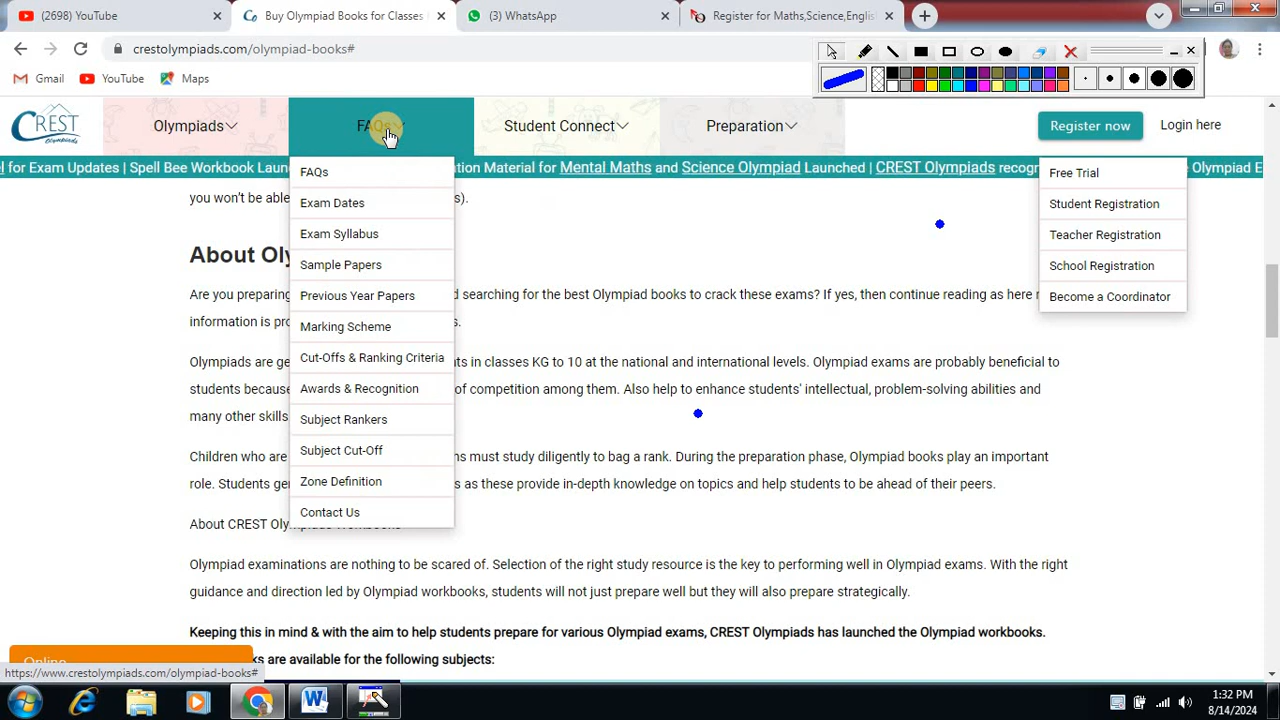 (2698) YouTube
Buy Olympiad Books for Classes
(3) WhatsApp
Register for Maths,Science,Englis
crestolympiads.com/olympiad-books#
Gmail
YouTube
Maps
CREST
Olympiads
Olympiads
FAQs
Student Connect
Preparation
Register now
Login here
for Exam Updates | Spell Bee Workbook Laun
ation Material for Mental Maths and Science Olympiad Launched | CREST Olympiads recogn
e Olympiad E
you won't be able
s).
FAQs
Exam Dates
Exam Syllabus
Sample Papers
Previous Year Papers
Marking Scheme
Cut-Offs & Ranking Criteria
Awards & Recognition
Subject Rankers
Subject Cut-Off
Zone Definition
Contact Us
Free Trial
Student Registration
Teacher Registration
School Registration
Become a Coordinator
About Oly
Are you preparing
d searching for the best Olympiad books to crack these exams? If yes, then continue reading as here
information is pro
s.
Olympiads are ge
nts in classes KG to 10 at the national and international levels. Olympiad exams are probably beneficial to
students because
of competition among them. Also help to enhance students' intellectual, problem-solving abilities and
many other skills
Children who are
ms must study diligently to bag a rank. During the preparation phase, Olympiad books play an important
role. Students ge
s as these provide in-depth knowledge on topics and help students to be ahead of their peers.
About CREST Olympiads Workbooks
Olympiad examinations are nothing to be scared of. Selection of the right study resource is the key to performing well in Olympiad exams. With the right
guidance and direction led by Olympiad workbooks, students will not just prepare well but they will also prepare strategically.
Keeping this in mind & with the aim to help students prepare for various Olympiad exams, CREST Olympiads has launched the Olympiad workbooks.
ks are available for the following subjects:
Online
https://www.crestolympiads.com/olympiad-books#
1:32 PM
8/14/2024